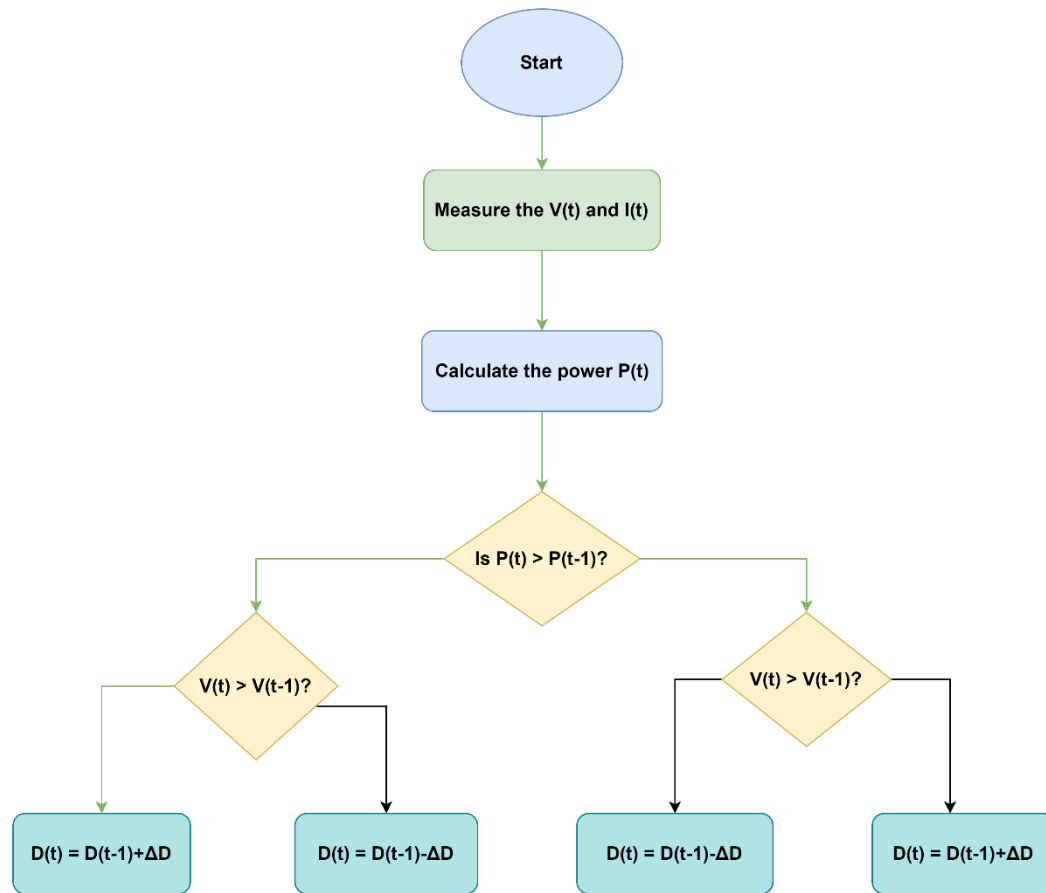 Start
Measure the V(t) and I(t)
Calculate the power P(t)
Is P(t) > P(t-1)?
V(t) > V(t-1)?
V(t) > V(t-1)?
D(t) = D(t-1)+ΔD
D(t) = D(t-1)-ΔD
D(t) = D(t-1)-ΔD
D(t) = D(t-1)+ΔD